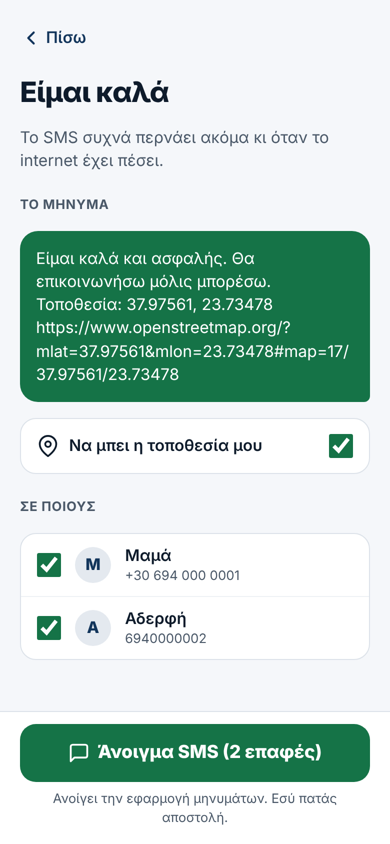 Πίσω
Είμαι καλά
Το SMS συχνά περνάει ακόμα κι όταν το
internet έχει πέσει.
ΤΟ ΜΗΝΥΜΑ
Είμαι καλά και ασφαλής. Θα
επικοινωνήσω μόλις μπορέσω.
Τοποθεσία: 37.97561, 23.73478
https://www.openstreetmap.org/?
mlat=37.97561&mlon=23.73478#map=17/
37.97561/23.73478
Να μπει η τοποθεσία μου
ΣΕ ΠΟΙΟΥΣ
Μ
Μαμά
+30 694 000 0001
Α
Αδερφή
6940000002
Άνοιγμα SMS (2 επαφές)
Ανοίγει την εφαρμογή μηνυμάτων. Εσύ πατάς
αποστολή.